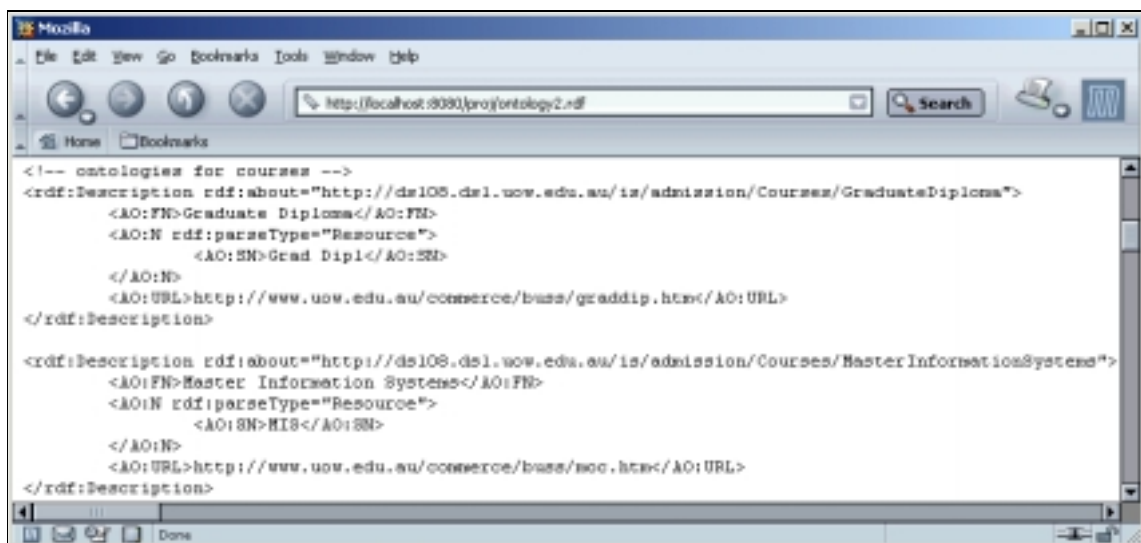 Mozilla
File Edit View Go Bookmarks Tools Window Help
http://localhost:8080/proj/ontology2.rdf Search
Home Bookmarks
<!-- ontologies for courses -->
<rdf:Description rdf:about="http://dsl08.dsl.uow.edu.au/is/admission/Courses/GraduateDiploma">
<AO:FN>Graduate Diploma</AO:FN>
<AO:N rdf:parseType="Resource">
<AO:SN>Grad Dipl</AO:SN>
</AO:N>
<AO:URL>http://www.uow.edu.au/commerce/buss/graddip.htm</AO:URL>
</rdf:Description>
<rdf:Description rdf:about="http://dsl08.dsl.uow.edu.au/is/admission/Courses/MasterInformationSystems">
<AO:FN>Master Information Systems</AO:FN>
<AO:N rdf:parseType="Resource">
<AO:SN>MIS</AO:SN>
</AO:N>
<AO:URL>http://www.uow.edu.au/commerce/buss/moc.htm</AO:URL>
</rdf:Description>
Done